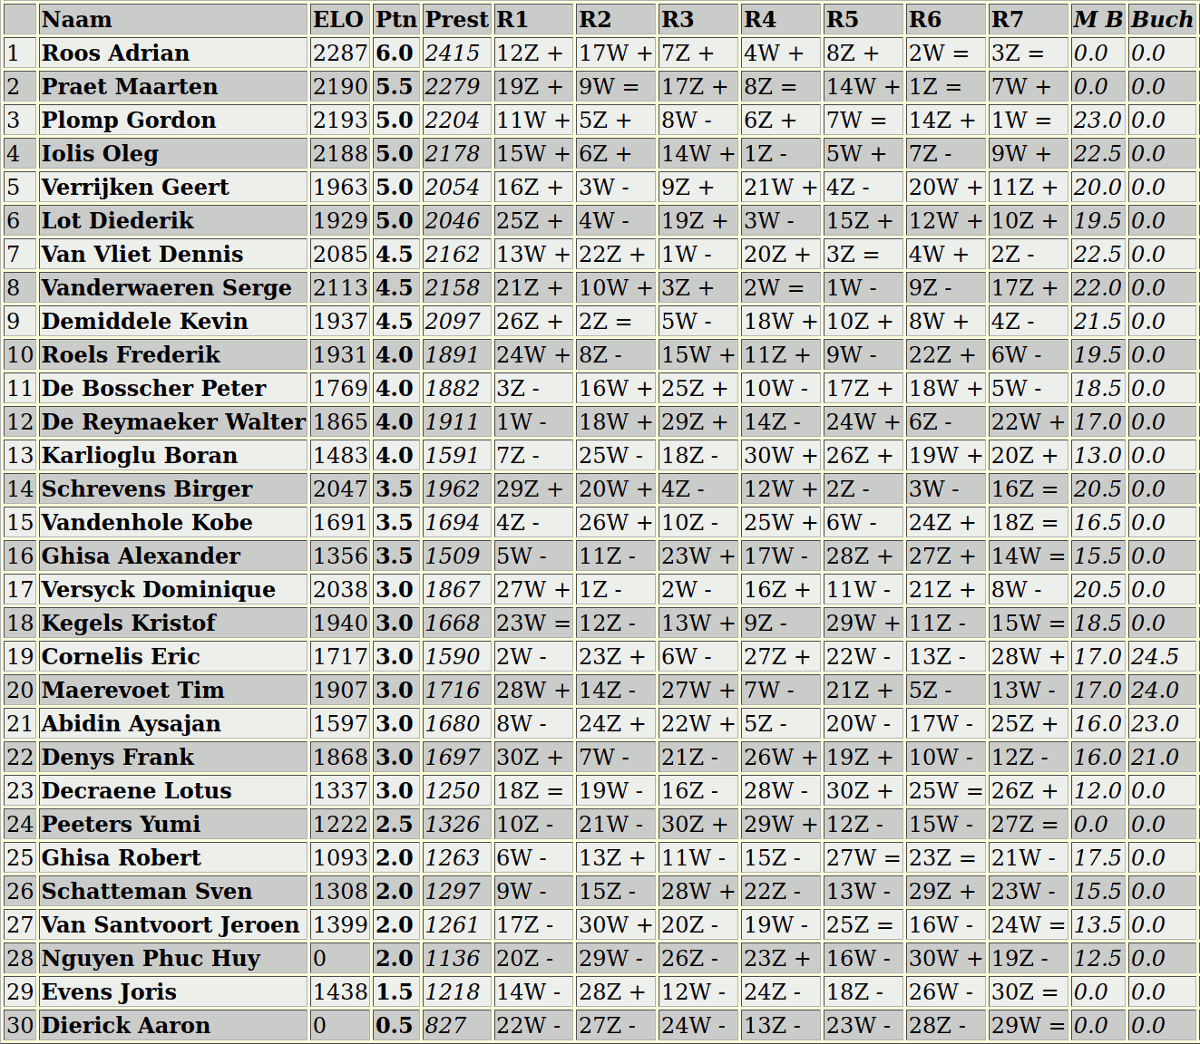 Naam ELO Ptn Prest R1 R2 R3 R4 R5 R6 R7 M B Buch
1 Roos Adrian 2287 6.0 2415 12Z + 17W + 7Z + 4W + 8Z + 2W = 3Z = 0.0 0.0
2 Praet Maarten 2190 5.5 2279 19Z + 9W = 17Z + 8Z = 14W + 1Z = 7W + 0.0 0.0
3 Plomp Gordon 2193 5.0 2204 11W + 5Z + 8W - 6Z + 7W = 14Z + 1W = 23.0 0.0
4 Iolis Oleg 2188 5.0 2178 15W + 6Z + 14W + 1Z - 5W + 7Z - 9W + 22.5 0.0
5 Verrijken Geert 1963 5.0 2054 16Z + 3W - 9Z + 21W + 4Z - 20W + 11Z + 20.0 0.0
6 Lot Diederik 1929 5.0 2046 25Z + 4W - 19Z + 3W - 15Z + 12W + 10Z + 19.5 0.0
7 Van Vliet Dennis 2085 4.5 2162 13W + 22Z + 1W - 20Z + 3Z = 4W + 2Z - 22.5 0.0
8 Vanderwaeren Serge 2113 4.5 2158 21Z + 10W + 3Z + 2W = 1W - 9Z - 17Z + 22.0 0.0
9 Demiddele Kevin 1937 4.5 2097 26Z + 2Z = 5W - 18W + 10Z + 8W + 4Z - 21.5 0.0
10 Roels Frederik 1931 4.0 1891 24W + 8Z - 15W + 11Z + 9W - 22Z + 6W - 19.5 0.0
11 De Bosscher Peter 1769 4.0 1882 3Z - 16W + 25Z + 10W - 17Z + 18W + 5W - 18.5 0.0
12 De Reymaeker Walter 1865 4.0 1911 1W - 18W + 29Z + 14Z - 24W + 6Z - 22W + 17.0 0.0
13 Karlioglu Boran 1483 4.0 1591 7Z - 25W - 18Z - 30W + 26Z + 19W + 20Z + 13.0 0.0
14 Schrevens Birger 2047 3.5 1962 29Z + 20W + 4Z - 12W + 2Z - 3W - 16Z = 20.5 0.0
15 Vandenhole Kobe 1691 3.5 1694 4Z - 26W + 10Z - 25W + 6W - 24Z + 18Z = 16.5 0.0
16 Ghisa Alexander 1356 3.5 1509 5W - 11Z - 23W + 17W - 28Z + 27Z + 14W = 15.5 0.0
17 Versyck Dominique 2038 3.0 1867 27W + 1Z - 2W - 16Z + 11W - 21Z + 8W - 20.5 0.0
18 Kegels Kristof 1940 3.0 1668 23W = 12Z - 13W + 9Z - 29W + 11Z - 15W = 18.5 0.0
19 Cornelis Eric 1717 3.0 1590 2W - 23Z + 6W - 27Z + 22W - 13Z - 28W + 17.0 24.5
20 Maerevoet Tim 1907 3.0 1716 28W + 14Z - 27W + 7W - 21Z + 5Z - 13W - 17.0 24.0
21 Abidin Aysajan 1597 3.0 1680 8W - 24Z + 22W + 5Z - 20W - 17W - 25Z + 16.0 23.0
22 Denys Frank 1868 3.0 1697 30Z + 7W - 21Z - 26W + 19Z + 10W - 12Z - 16.0 21.0
23 Decraene Lotus 1337 3.0 1250 18Z = 19W - 16Z - 28W - 30Z + 25W = 26Z + 12.0 0.0
24 Peeters Yumi 1222 2.5 1326 10Z - 21W - 30Z + 29W + 12Z - 15W - 27Z = 0.0 0.0
25 Ghisa Robert 1093 2.0 1263 6W - 13Z + 11W - 15Z - 27W = 23Z = 21W - 17.5 0.0
26 Schatteman Sven 1308 2.0 1297 9W - 15Z - 28W + 22Z - 13W - 29Z + 23W - 15.5 0.0
27 Van Santvoort Jeroen 1399 2.0 1261 17Z - 30W + 20Z - 19W - 25Z = 16W - 24W = 13.5 0.0
28 Nguyen Phuc Huy 0 2.0 1136 20Z - 29W - 26Z - 23Z + 16W - 30W + 19Z - 12.5 0.0
29 Evens Joris 1438 1.5 1218 14W - 28Z + 12W - 24Z - 18Z - 26W - 30Z = 0.0 0.0
30 Dierick Aaron 0 0.5 827 22W - 27Z - 24W - 13Z - 23W - 28Z - 29W = 0.0 0.0